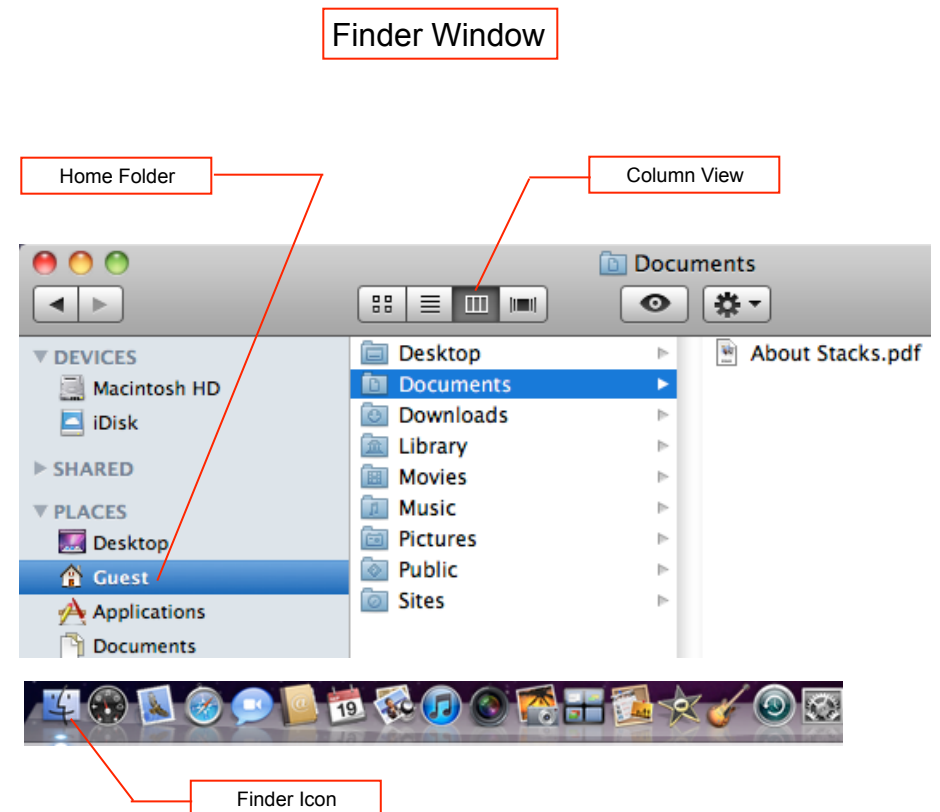 Finder Window
Home Folder
Column View
Documents
DEVICES
Macintosh HD
iDisk
SHARED
PLACES
Desktop
Guest
Applications
Documents
Desktop
Documents
Downloads
Library
Movies
Music
Pictures
Public
Sites
About Stacks.pdf
19
Finder Icon